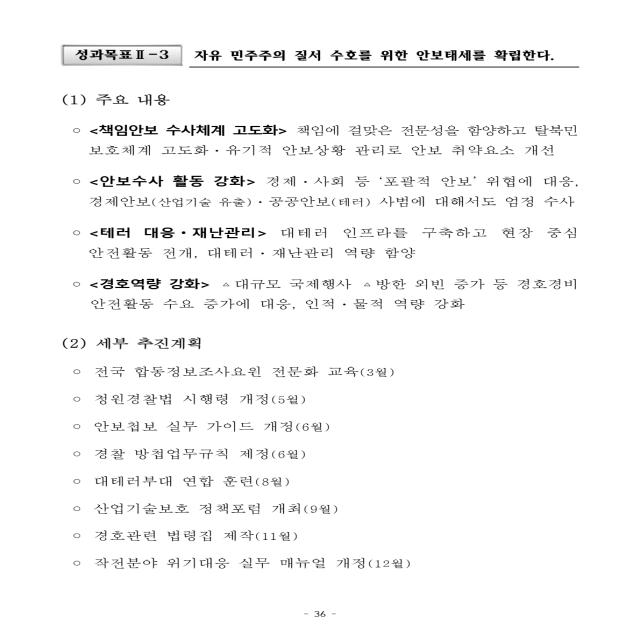 성과목표Ⅱ-3 자유 민주주의 질서 수호를 위한 안보태세를 확립한다.
(1) 주요 내용
○ <책임안보 수사체계 고도화> 책임에 걸맞은 전문성을 함양하고 탈북민
보호체계 고도화・유기적 안보상황 관리로 안보 취약요소 개선
○ <안보수사 활동 강화> 경제・사회 등 ‘포괄적 안보’ 위협에 대응,
경제안보(산업기술 유출)・공공안보(테러) 사범에 대해서도 엄정 수사
○ <테러 대응・재난관리> 대테러 인프라를 구축하고 현장 중심
안전활동 전개, 대테러・재난관리 역량 함양
○ <경호역량 강화> △대규모 국제행사 △방한 외빈 증가 등 경호경비
안전활동 수요 증가에 대응, 인적・물적 역량 강화
(2) 세부 추진계획
○ 전국 합동정보조사요원 전문화 교육(3월)
○ 청원경찰법 시행령 개정(5월)
○ 안보첩보 실무 가이드 개정(6월)
○ 경찰 방첩업무규칙 제정(6월)
○ 대테러부대 연합 훈련(8월)
○ 산업기술보호 정책포럼 개최(9월)
○ 경호관련 법령집 제작(11월)
○ 작전분야 위기대응 실무 매뉴얼 개정(12월)
- 36 -